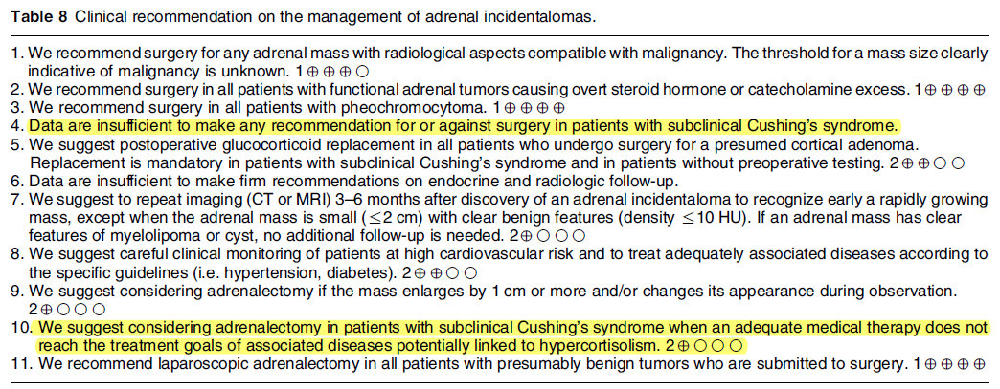 Table 8 Clinical recommendation on the management of adrenal incidentalomas.
1. We recommend surgery for any adrenal mass with radiological aspects compatible with malignancy. The threshold for a mass size clearly
indicative of malignancy is unknown. 1⊕⊕⊕○
2. We recommend surgery in all patients with functional adrenal tumors causing overt steroid hormone or catecholamine excess. 1⊕⊕⊕⊕
3. We recommend surgery in all patients with pheochromocytoma. 1⊕⊕⊕⊕
4. Data are insufficient to make any recommendation for or against surgery in patients with subclinical Cushing's syndrome.
5. We suggest postoperative glucocorticoid replacement in all patients who undergo surgery for a presumed cortical adenoma.
Replacement is mandatory in patients with subclinical Cushing's syndrome and in patients without preoperative testing. 2⊕⊕○○
6. Data are insufficient to make firm recommendations on endocrine and radiologic follow-up.
7. We suggest to repeat imaging (CT or MRI) 3–6 months after discovery of an adrenal incidentaloma to recognize early a rapidly growing
mass, except when the adrenal mass is small (≤2 cm) with clear benign features (density ≤10 HU). If an adrenal mass has clear
features of myelolipoma or cyst, no additional follow-up is needed. 2⊕○○○
8. We suggest careful clinical monitoring of patients at high cardiovascular risk and to treat adequately associated diseases according to
the specific guidelines (i.e. hypertension, diabetes). 2⊕⊕○○
9. We suggest considering adrenalectomy if the mass enlarges by 1 cm or more and/or changes its appearance during observation.
2⊕○○○
10. We suggest considering adrenalectomy in patients with subclinical Cushing's syndrome when an adequate medical therapy does not
reach the treatment goals of associated diseases potentially linked to hypercortisolism. 2⊕○○○
11. We recommend laparoscopic adrenalectomy in all patients with presumably benign tumors who are submitted to surgery. 1⊕⊕⊕⊕